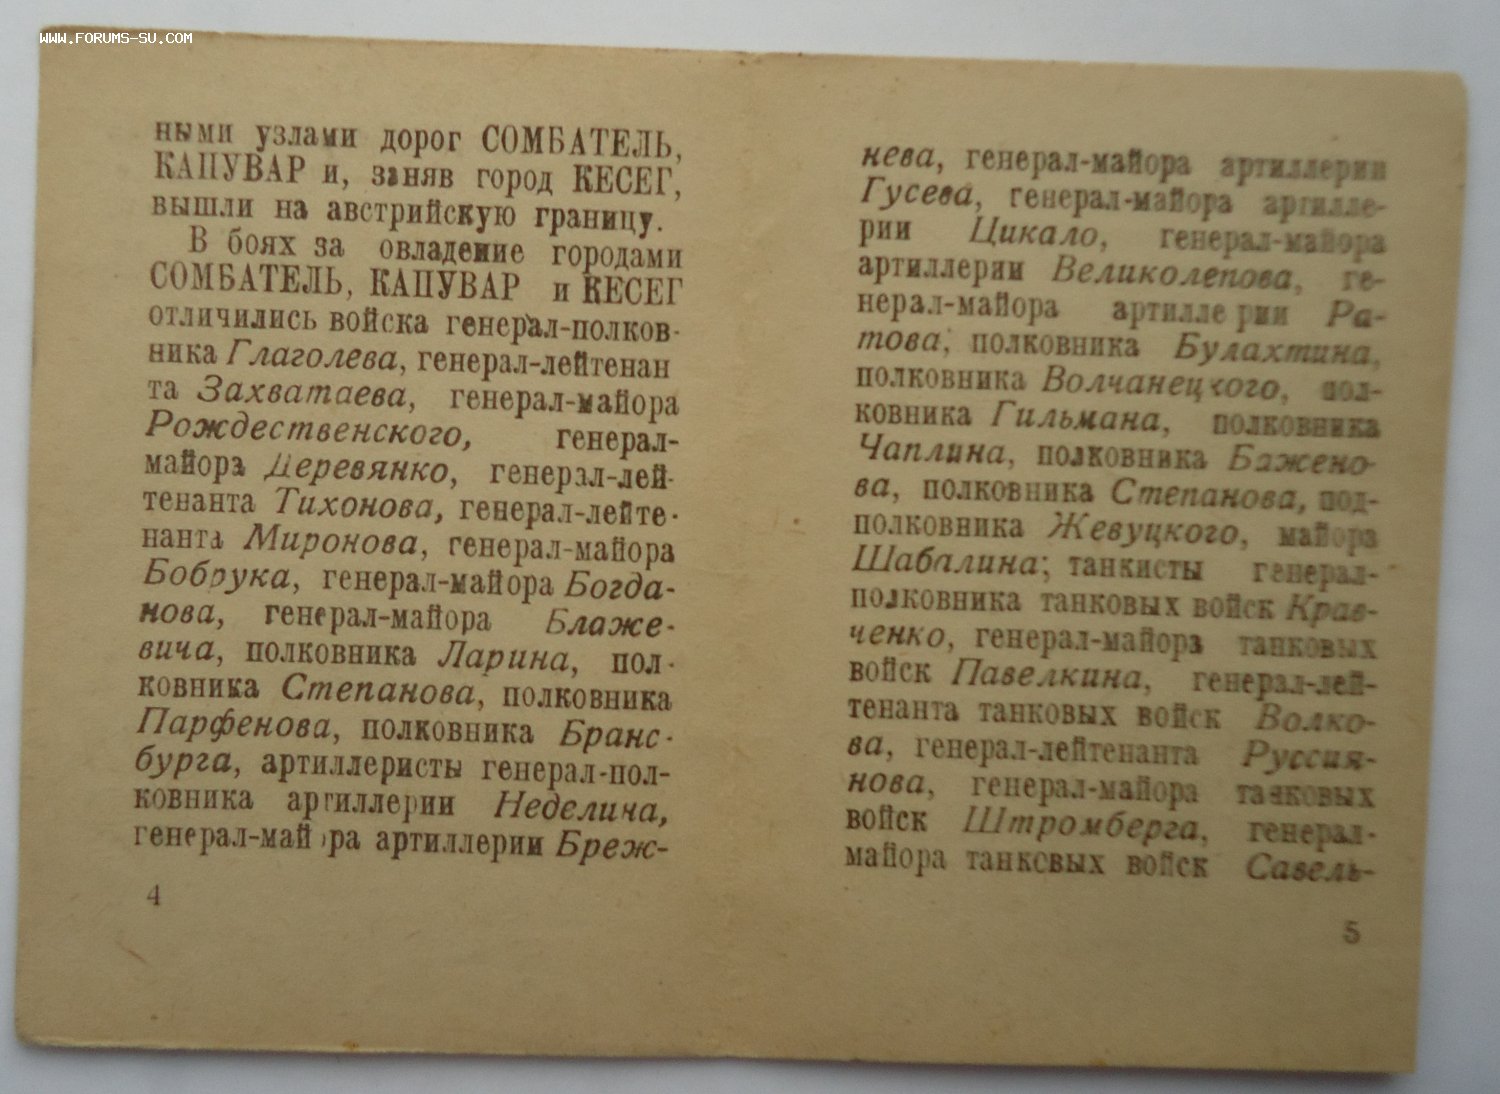 WWW.FORUMS-SU.COM
ными узлами дорог СОМБАТЕЛЬ,
КАПУВАР и, заняв город КЕСЕГ,
вышли на австрийскую границу.
В боях за овладение городами
СОМБАТЕЛЬ, КАПУВАР и КЕСЕГ
отличились войска генерал-полков-
ника Глаголева, генерал-лейтенан
та Захватаева, генерал-майора
Рождественского, генерал-
майора Деревянко, генерал-лей-
тенанта Тихонова, генерал-лейте-
нанта Миронова, генерал-майора
Бобрука, генерал-майора Богда-
нова, генерал-майора Блаже-
вича, полковника Ларина, пол-
ковника Степанова, полковника
Парфенова, полковника Бранс-
бурга, артиллеристы генерал-пол-
ковника артиллерии Неделина,
генерал-майора артиллерии Бреж-
4
нева, генерал-майора артиллерии
Гусева, генерал-майора артилле-
рии Цикало, генерал-майора
артиллерии Великолепова, ге-
нерал-майора артиллерии Ра-
това, полковника Булахтина,
полковника Волчанецкого, пол-
ковника Гильмана, полковника
Чаплина, полковника Бажено-
ва, полковника Степанова, под-
полковника Жевуцкого, майора
Шабалина; танкисты генерал-
полковника танковых войск Крав-
ченко, генерал-майора танковых
войск Павелкина, генерал-лей-
тенанта танковых войск Волко-
ва, генерал-лейтенанта Руссия-
нова, генерал-майора танковых
войск Штромберга, генерал-
майора танковых войск Савель-
5